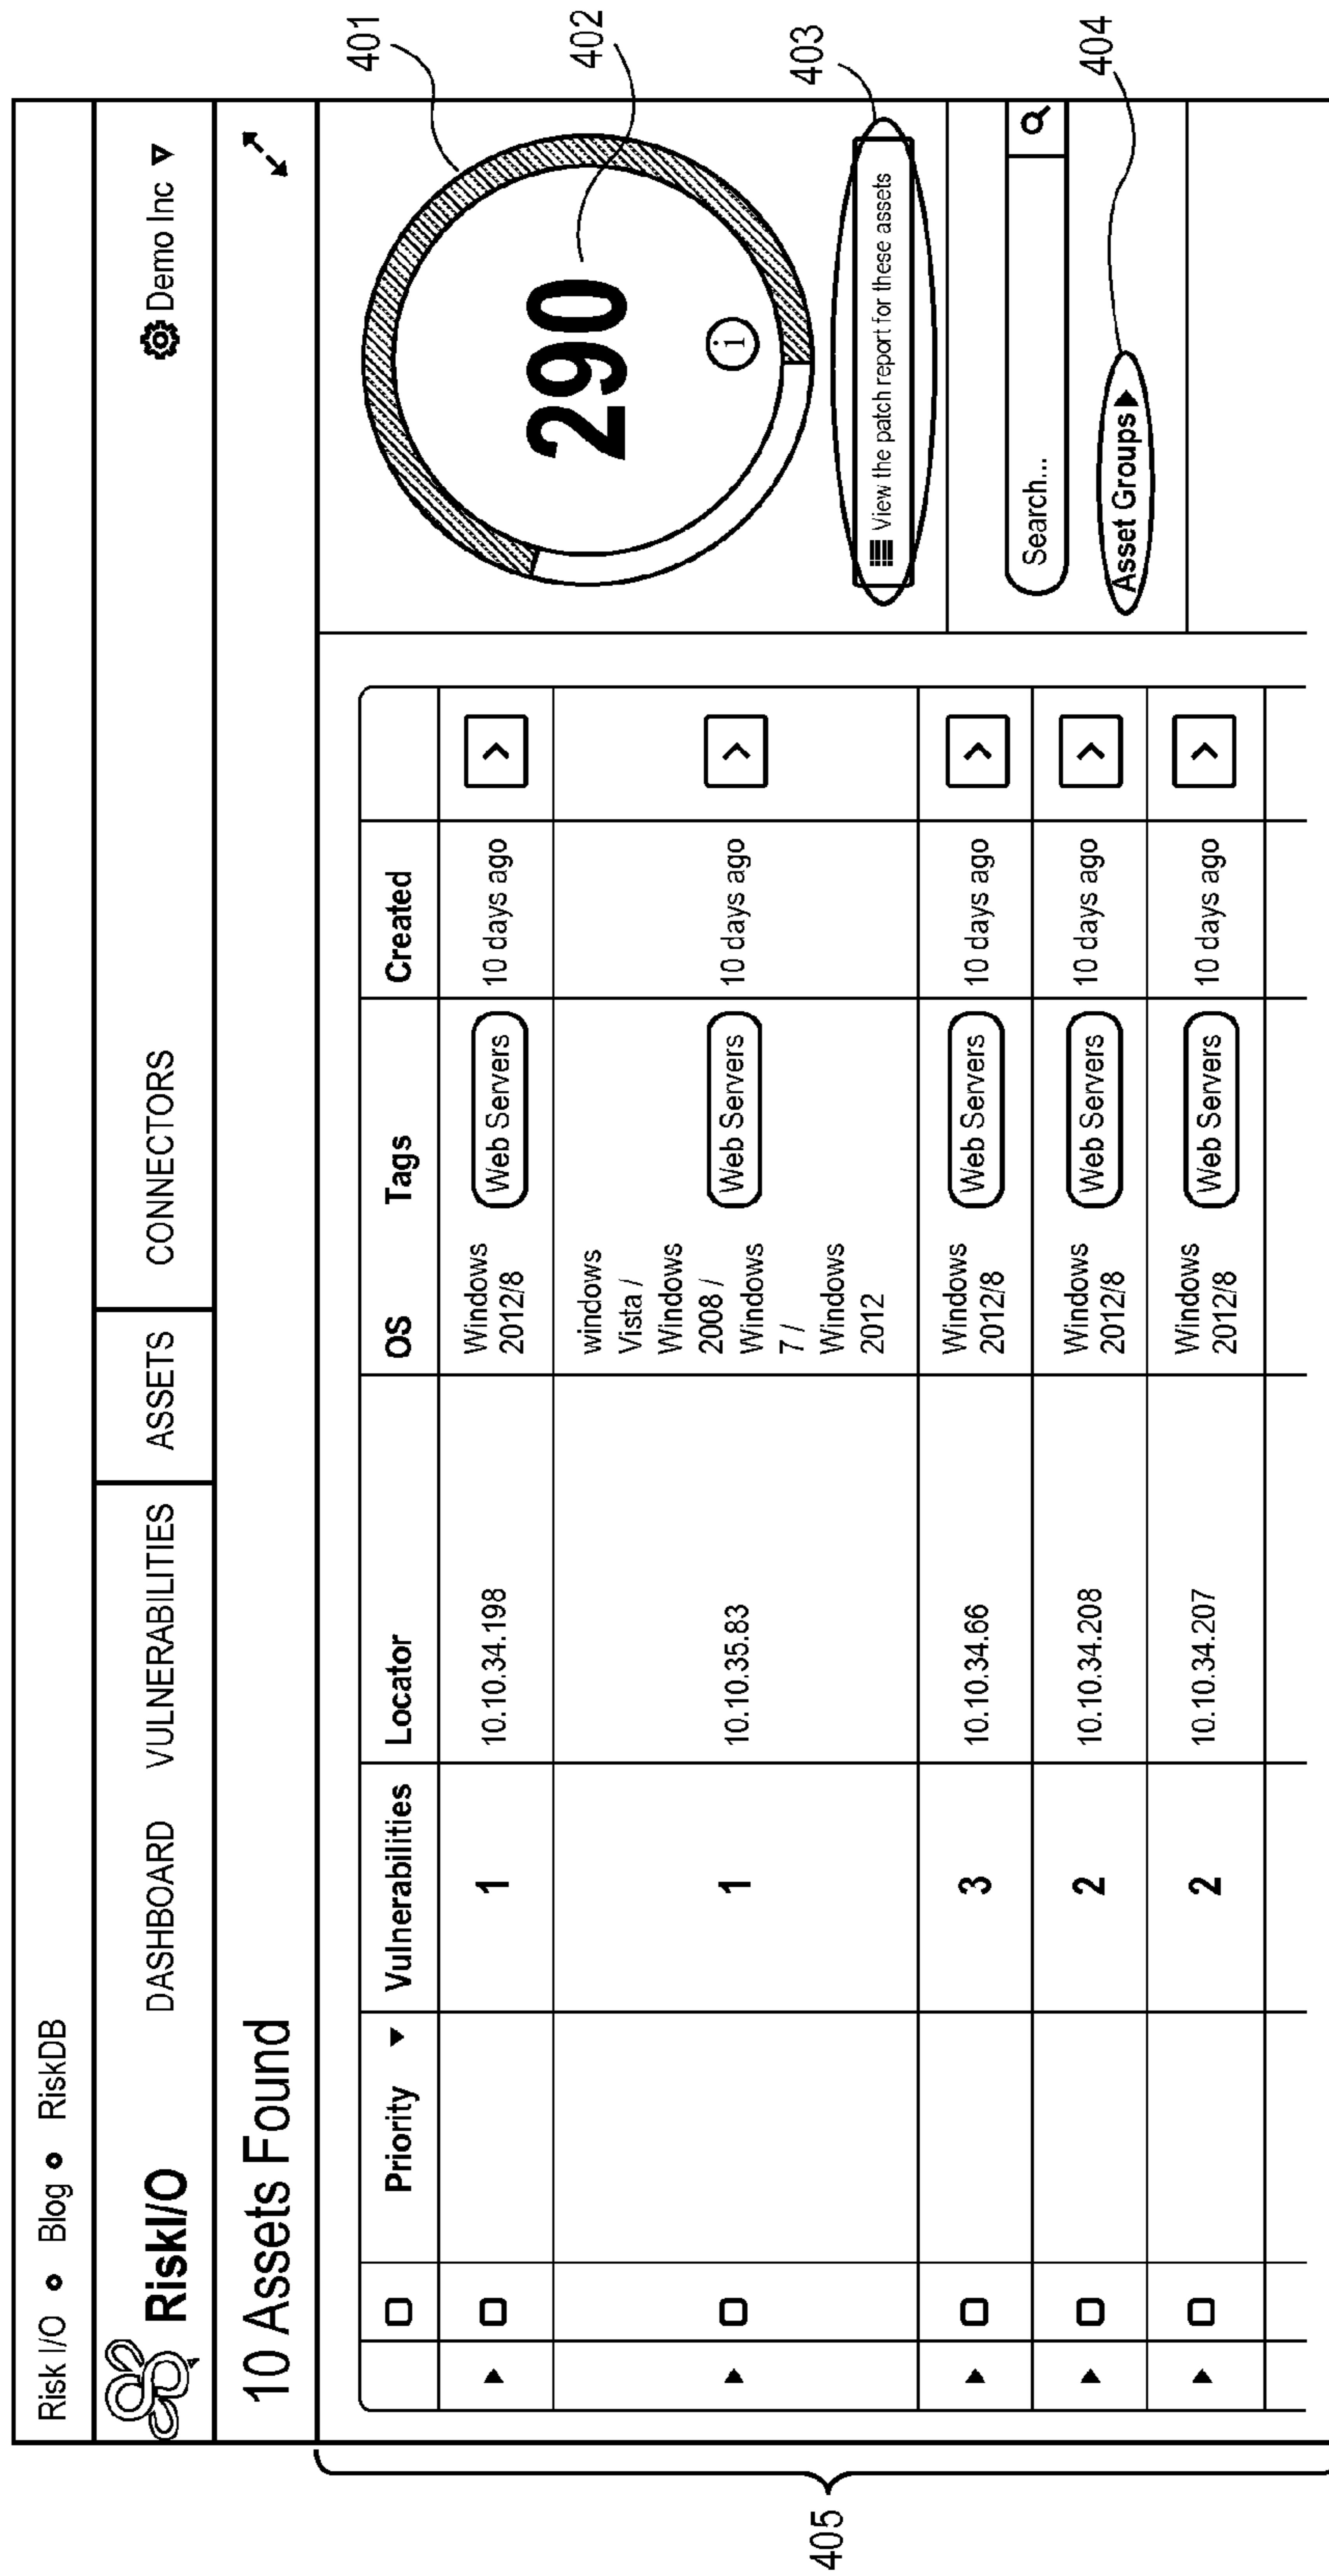 Risk I/O • Blog • RiskDB
RiskI/O DASHBOARD VULNERABILITIES ASSETS CONNECTORS Demo Inc
10 Assets Found
Priority Vulnerabilities Locator OS Tags Created
1 10.10.34.198 Windows 2012/8 Web Servers 10 days ago >
1 10.10.35.83 windows Vista / Windows 2008 / Windows 7 / Windows 2012 Web Servers 10 days ago >
3 10.10.34.66 Windows 2012/8 Web Servers 10 days ago >
2 10.10.34.208 Windows 2012/8 Web Servers 10 days ago >
2 10.10.34.207 Windows 2012/8 Web Servers 10 days ago >
290
i
View the patch report for these assets
Search...
Asset Groups
401
402
403
404
405